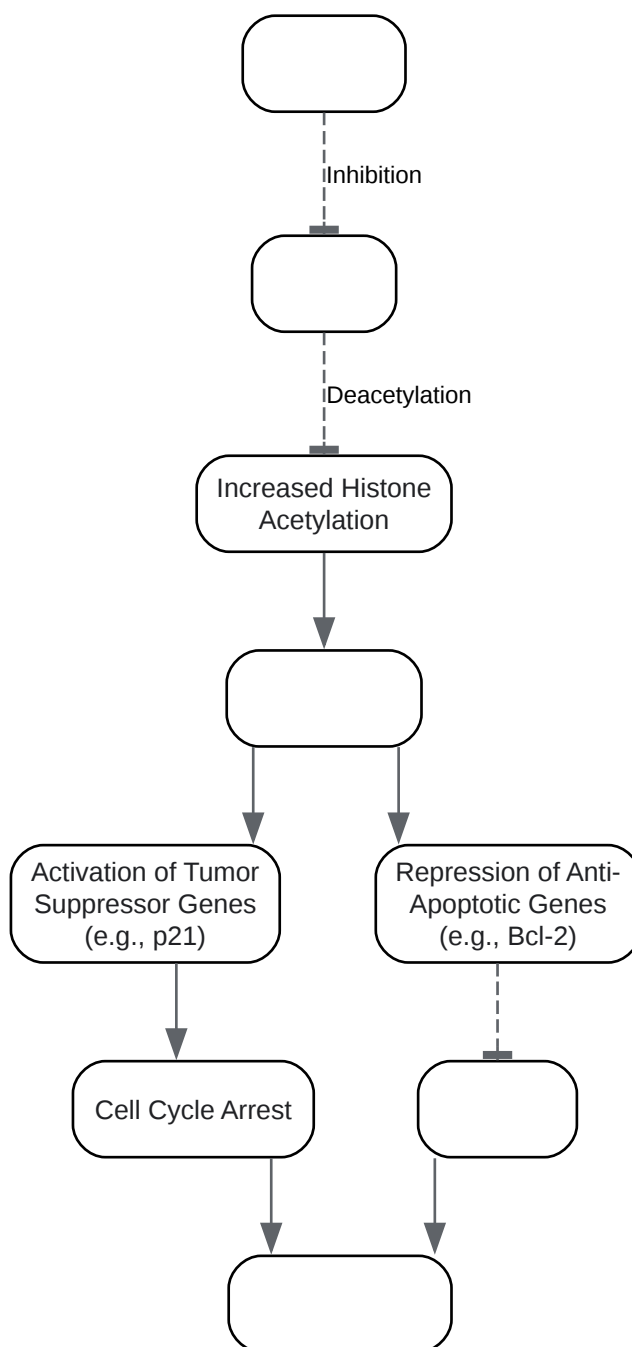 Inhibition
Deacetylation
Increased Histone
Acetylation
Activation of Tumor
Suppressor Genes
(e.g., p21)
Repression of Anti-
Apoptotic Genes
(e.g., Bcl-2)
Cell Cycle Arrest